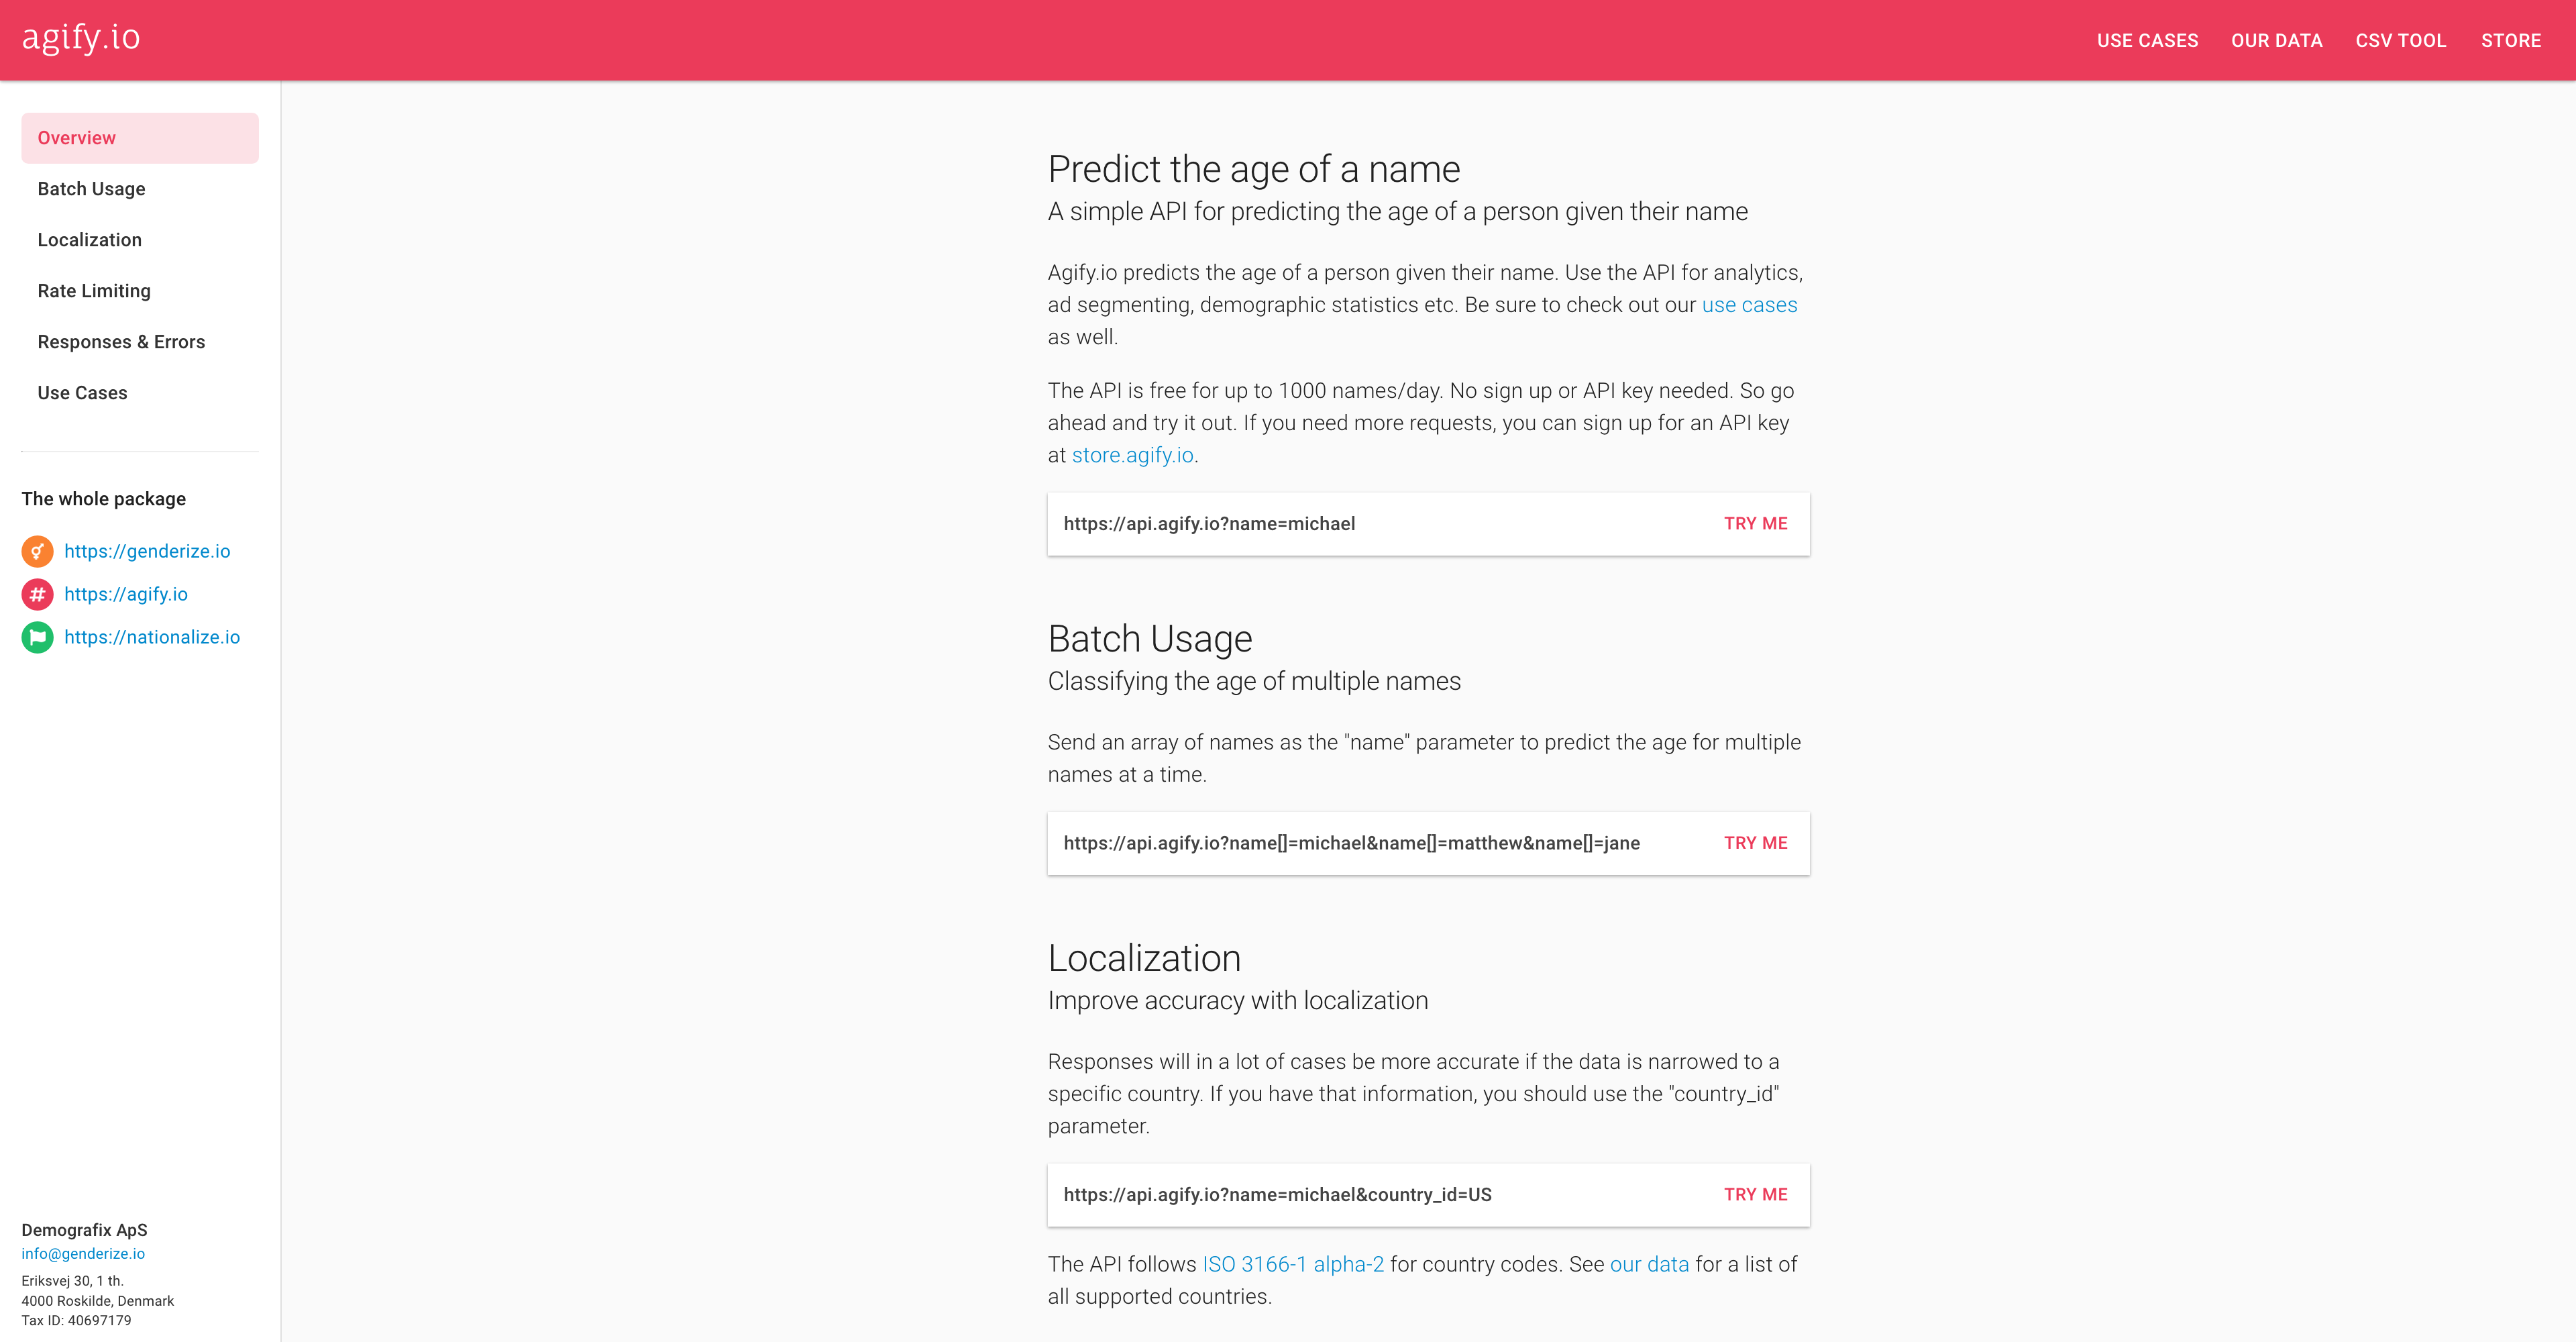 agify.io
USE CASES OUR DATA CSV TOOL STORE
Overview
Batch Usage
Localization
Rate Limiting
Responses & Errors
Use Cases
The whole package
https://genderize.io
https://agify.io
https://nationalize.io
Demografix ApS
info@genderize.io
Eriksvej 30, 1 th.
4000 Roskilde, Denmark
Tax ID: 40697179
Predict the age of a name
A simple API for predicting the age of a person given their name
Agify.io predicts the age of a person given their name. Use the API for analytics,
ad segmenting, demographic statistics etc. Be sure to check out our use cases
as well.
The API is free for up to 1000 names/day. No sign up or API key needed. So go
ahead and try it out. If you need more requests, you can sign up for an API key
at store.agify.io.
https://api.agify.io?name=michael TRY ME
Batch Usage
Classifying the age of multiple names
Send an array of names as the "name" parameter to predict the age for multiple
names at a time.
https://api.agify.io?name[]=michael&name[]=matthew&name[]=jane TRY ME
Localization
Improve accuracy with localization
Responses will in a lot of cases be more accurate if the data is narrowed to a
specific country. If you have that information, you should use the "country_id"
parameter.
https://api.agify.io?name=michael&country_id=US TRY ME
The API follows ISO 3166-1 alpha-2 for country codes. See our data for a list of
all supported countries.